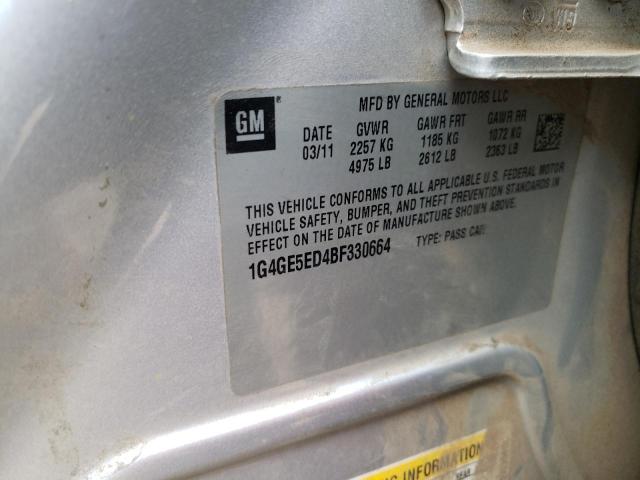 GM
MFD BY GENERAL MOTORS LLC
DATE GVWR GAWR FRT GAWR RR
03/11 2257 KG 1185 KG 1072 KG
4975 LB 2612 LB 2363 LB
THIS VEHICLE CONFORMS TO ALL APPLICABLE U.S. FEDERAL MOTOR
VEHICLE SAFETY, BUMPER, AND THEFT PREVENTION STANDARDS IN
EFFECT ON THE DATE OF MANUFACTURE SHOWN ABOVE.
1G4GE5ED4BF330664 TYPE: PASS CAR
INFORMATION